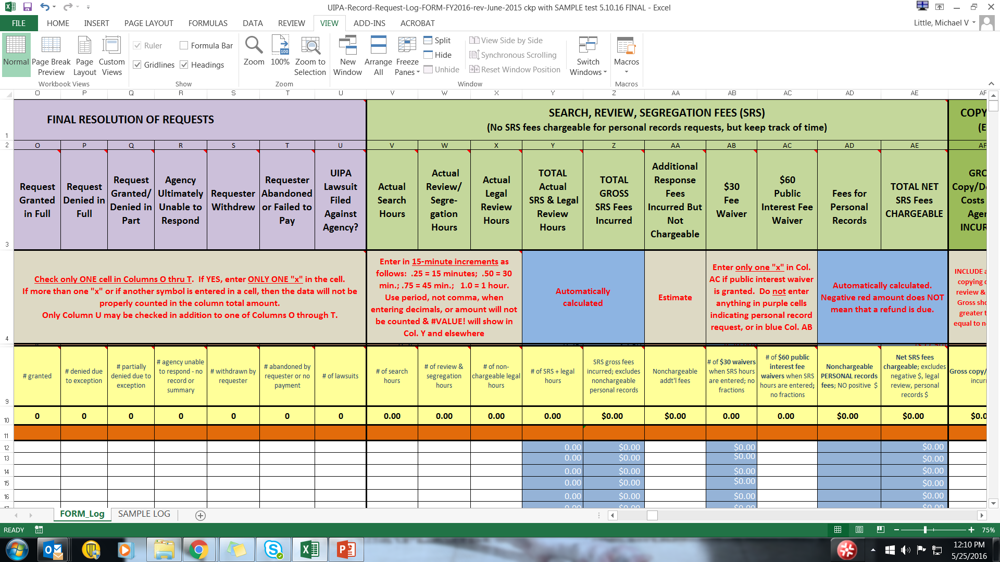 UIPA-Record-Request-Log-FORM-FY2016-rev-June-2015 ckp with SAMPLE test 5.10.16 FINAL - Excel
FILE HOME INSERT PAGE LAYOUT FORMULAS DATA REVIEW VIEW ADD-INS ACROBAT Little, Michael V
Normal
Page Break
Preview
Page
Layout
Custom
Views
Workbook Views
Ruler
Formula Bar
Gridlines
Headings
Show
Zoom
100
100%
Zoom to
Selection
Zoom
New
Window
Arrange
All
Freeze
Panes
Split
Hide
Unhide
View Side by Side
Synchronous Scrolling
Reset Window Position
Switch
Windows
Window
Macros
Macros
O P Q R S T U V W X Y Z AA AB AC AD AE AF
1
FINAL RESOLUTION OF REQUESTS
SEARCH, REVIEW, SEGREGATION FEES (SRS)
(No SRS fees chargeable for personal records requests, but keep track of time)
COPY
(E
2 O P Q R S T U V W X Y Z AA AB AC AD AE AF
3
Request
Granted
in Full
Request
Denied in
Full
Request
Granted/
Denied in
Part
Agency
Ultimately
Unable to
Respond
Requester
Withdrew
Requester
Abandoned
or Failed to
Pay
UIPA
Lawsuit
Filed
Against
Agency?
Actual
Search
Hours
Actual
Review/
Segre-
gation
Hours
Actual
Legal
Review
Hours
TOTAL
Actual
SRS & Legal
Review
Hours
TOTAL
GROSS
SRS Fees
Incurred
Additional
Response
Fees
Incurred But
Not
Chargeable
$30
Fee
Waiver
$60
Public
Interest Fee
Waiver
Fees for
Personal
Records
TOTAL NET
SRS Fees
CHARGEABLE
GRO
Copy/De
Costs
Agen
INCUR
4
Check only ONE cell in Columns O thru T. If YES, enter ONLY ONE "x" in the cell.
If more than one "x" or if another symbol is entered in a cell, then the data will not be
properly counted in the column total amount.
Only Column U may be checked in addition to one of Columns O through T.
Enter in 15-minute increments as
follows: .25 = 15 minutes; .50 = 30
min.; .75 = 45 min.; 1.0 = 1 hour.
Use period, not comma, when
entering decimals, or amount will not
be counted & #VALUE! will show in
Col. Y and elsewhere
Automatically
calculated
Estimate
Enter only one "x" in Col.
AC if public interest waiver
is granted. Do not enter
anything in purple cells
indicating personal record
request, or in blue Col. AB
Automatically calculated.
Negative red amount does NOT
mean that a refund is due.
INCLUDE a
copying c
review &
Gross sho
greater t
equal to n
9
# granted
# denied due
to exception
# partially
denied due to
exception
# agency unable
to respond - no
record or
summary
# withdrawn by
requester
# abandoned by
requester or no
payment
# of lawsuits
# of search
hours
# of review &
segregation
hours
# of non-
chargeable legal
hours
# of SRS + legal
hours
SRS gross fees
incurred; excludes
nonchargeable
personal records
Nonchargeable
addt'l fees
# of $30 waivers
when SRS hours
are entered; no
fractions
# of $60 public
interest fee
waivers when SRS
hours are entered;
no fractions
Nonchargeable
PERSONAL records
fees; NO positive $
Net SRS fees
chargeable; excludes
negative $, legal
review, personal
records $
Gross copy/
incurr
10 0 0 0 0 0 0 0 0.00 0.00 0.00 0.00 $0.00 $0.00 0.00 0.00 $0.00 $0.00 $0.0
11
12 0.00 $0.00 $0.00 $0.00
13 0.00 $0.00 $0.00 $0.00
14 0.00 $0.00 $0.00 $0.00
15 0.00 $0.00 $0.00 $0.00
16 0.00 $0.00 $0.00 $0.00
17 0.00 $0.00 $0.00 $0.00
FORM_Log SAMPLE LOG
READY 75%
12:10 PM
5/25/2016